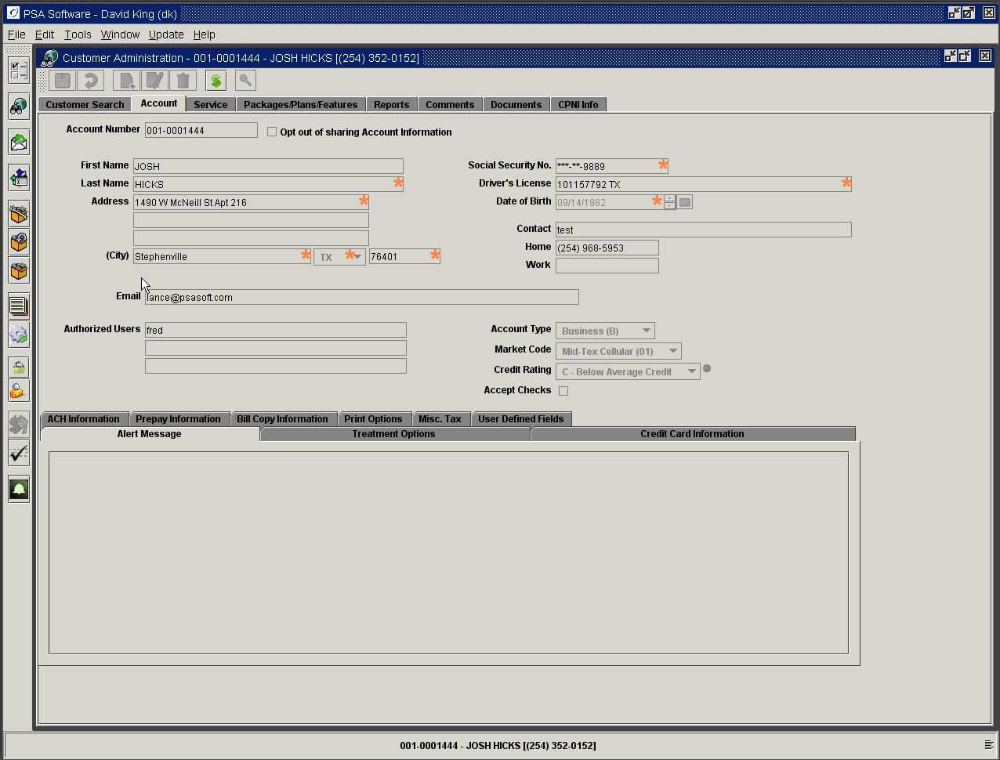 PSA Software - David King (dk)
File Edit Tools Window Update Help
Customer Administration - 001-0001444 - JOSH HICKS [(254) 352-0152]
Customer Search Account Service Packages/Plans/Features Reports Comments Documents CPNI Info
Account Number 001-0001444 Opt out of sharing Account Information
First Name JOSH Social Security No. ***-**-9889
Last Name HICKS Driver's License 101157792 TX
Address 1490 W McNeill St Apt 216 Date of Birth 09/14/1982
Contact test
Home (254) 968-5953
(City) Stephenville TX 76401
Work
Email lance@psasoft.com
Authorized Users fred Account Type Business (B)
Market Code Mid-Tex Cellular (01)
Credit Rating C - Below Average Credit
Accept Checks
ACH Information Prepay Information Bill Copy Information Print Options Misc. Tax User Defined Fields
Alert Message Treatment Options Credit Card Information
001-0001444 - JOSH HICKS [(254) 352-0152]